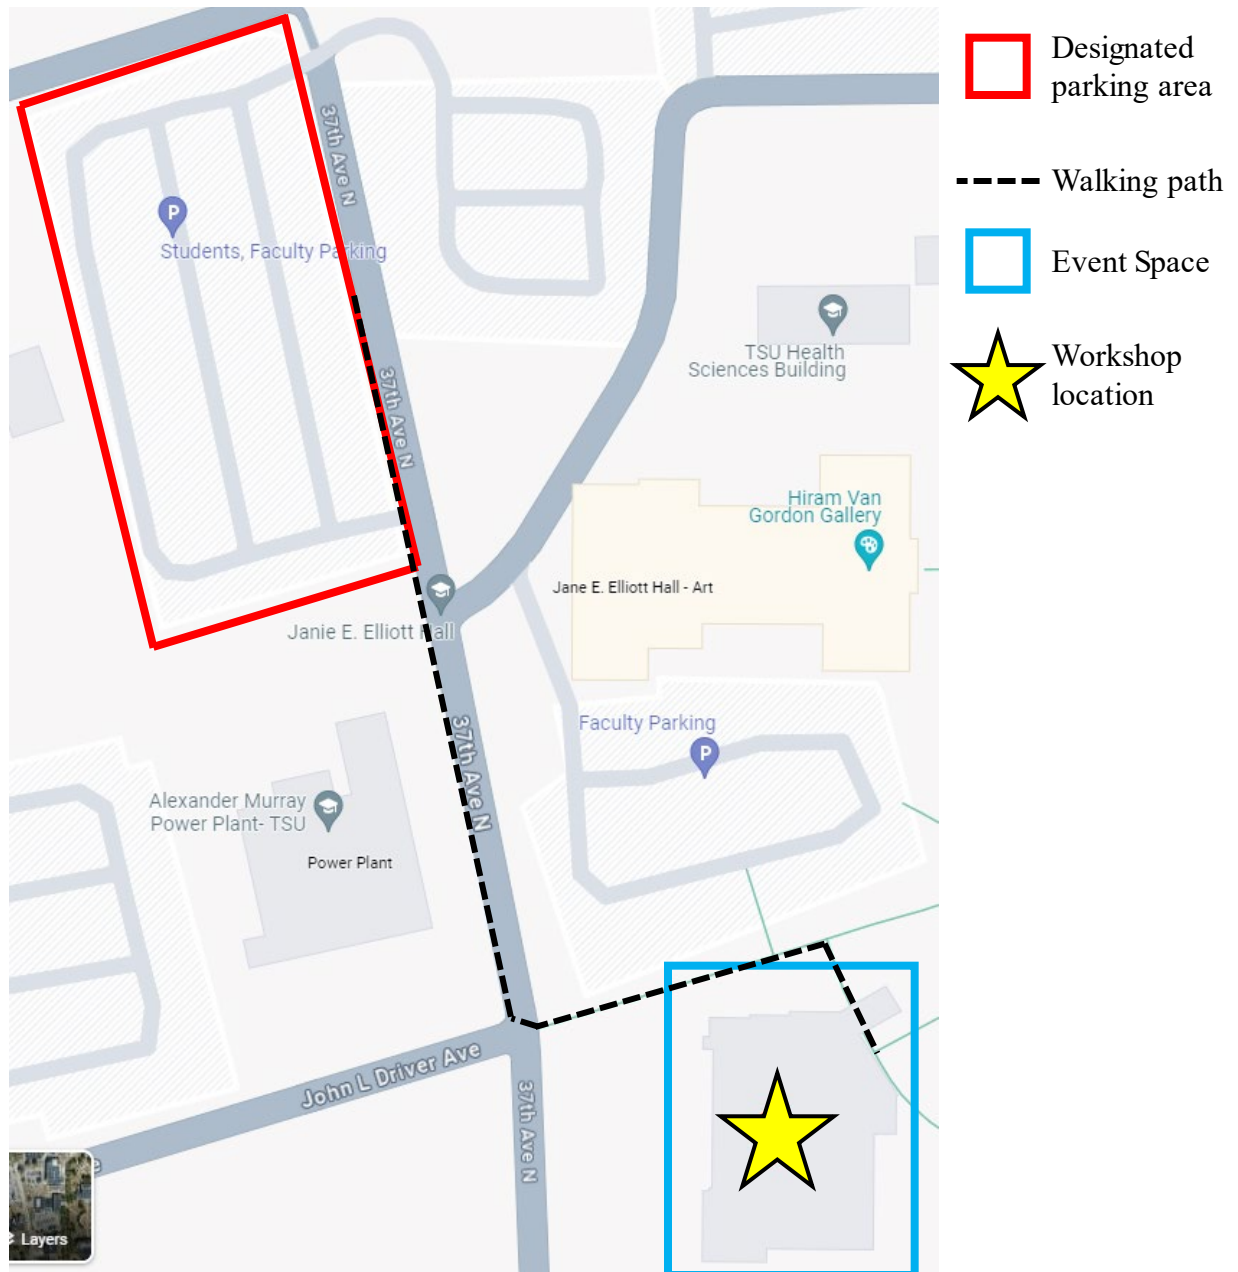 Designated
parking area
Walking path
Event Space
Workshop
location
37th Ave N
P
Students, Faculty Parking
37th Ave N
TSU Health
Sciences Building
Hiram Van
Gordon Gallery
Jane E. Elliott Hall - Art
Janie E. Elliott Hall
37th Ave N
Faculty Parking
P
Alexander Murray
Power Plant- TSU
Power Plant
John L Driver Ave
37th Ave N
Layers